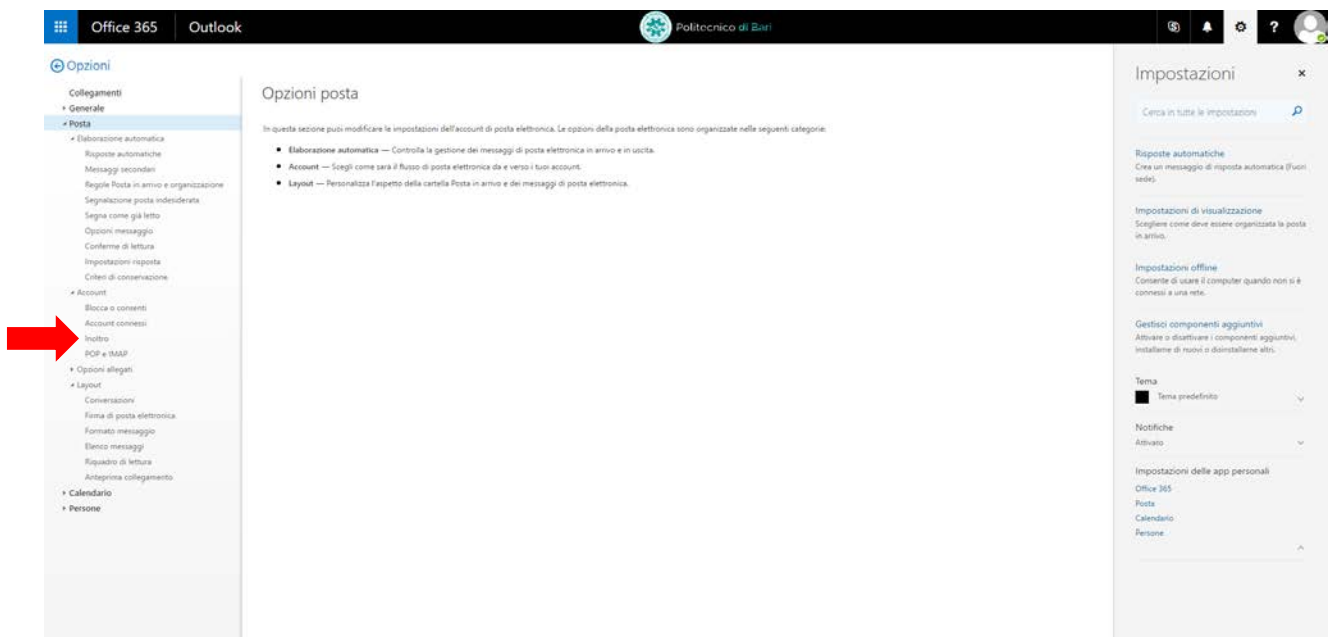 Office 365
Outlook
Politecnico di Bari
?
Opzioni
Collegamenti
Generale
Posta
Elaborazione automatica
Risposte automatiche
Messaggi secondari
Regole Posta in arrivo e organizzazione
Segnalazione posta indesiderata
Segna come già letto
Opzioni messaggio
Conferme di lettura
Impostazioni risposta
Criteri di conservazione
Account
Blocca o consenti
Account connessi
Inoltro
POP e IMAP
Opzioni allegati
Layout
Conversazioni
Firma di posta elettronica
Formato messaggio
Elenco messaggi
Riquadro di lettura
Anteprima collegamento
Calendario
Persone
Opzioni posta
In questa sezione puoi modificare le impostazioni dell'account di posta elettronica. Le opzioni della posta elettronica sono organizzate nelle seguenti categorie:
• Elaborazione automatica — Controlla la gestione dei messaggi di posta elettronica in arrivo e in uscita.
• Account — Scegli come sarà il flusso di posta elettronica da e verso i tuoi account.
• Layout — Personalizza l'aspetto della cartella Posta in arrivo e dei messaggi di posta elettronica.
Impostazioni
Cerca in tutte le impostazioni
Risposte automatiche
Crea un messaggio di risposta automatica (Fuori
sede).
Impostazioni di visualizzazione
Scegliere come deve essere organizzata la posta
in arrivo.
Impostazioni offline
Consente di usare il computer quando non si è
connessi a una rete.
Gestisci componenti aggiuntivi
Attivare o disattivare i componenti aggiuntivi,
installarne di nuovi o disinstallarne altri.
Tema
Tema predefinito
Notifiche
Attivato
Impostazioni delle app personali
Office 365
Posta
Calendario
Persone